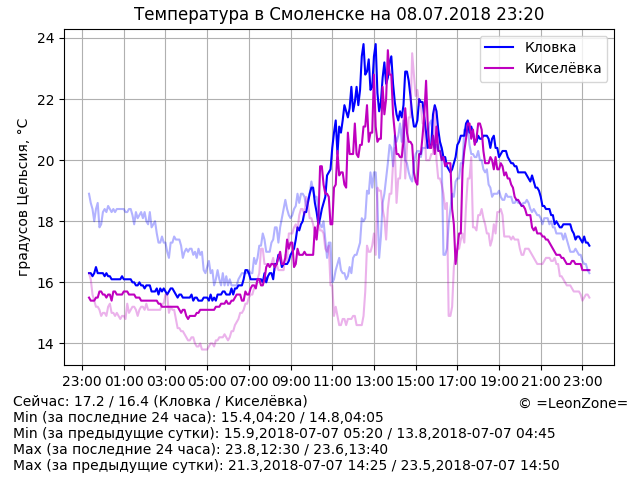 Температура в Смоленске на 08.07.2018 23:20
24
22
20
18
16
14
градусов Цельсия, °C
Кловка
Киселёвка
23:00 01:00 03:00 05:00 07:00 09:00 11:00 13:00 15:00 17:00 19:00 21:00 23:00
Сейчас: 17.2 / 16.4 (Кловка / Киселёвка)
© =LeonZone=
Min (за последние 24 часа): 15.4,04:20 / 14.8,04:05
Min (за предыдущие сутки): 15.9,2018-07-07 05:20 / 13.8,2018-07-07 04:45
Max (за последние 24 часа): 23.8,12:30 / 23.6,13:40
Max (за предыдущие сутки): 21.3,2018-07-07 14:25 / 23.5,2018-07-07 14:50